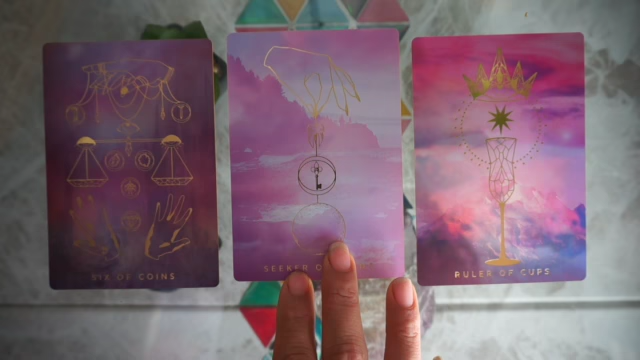 SIX OF COINS
SEEKER O
RULER OF CUPS